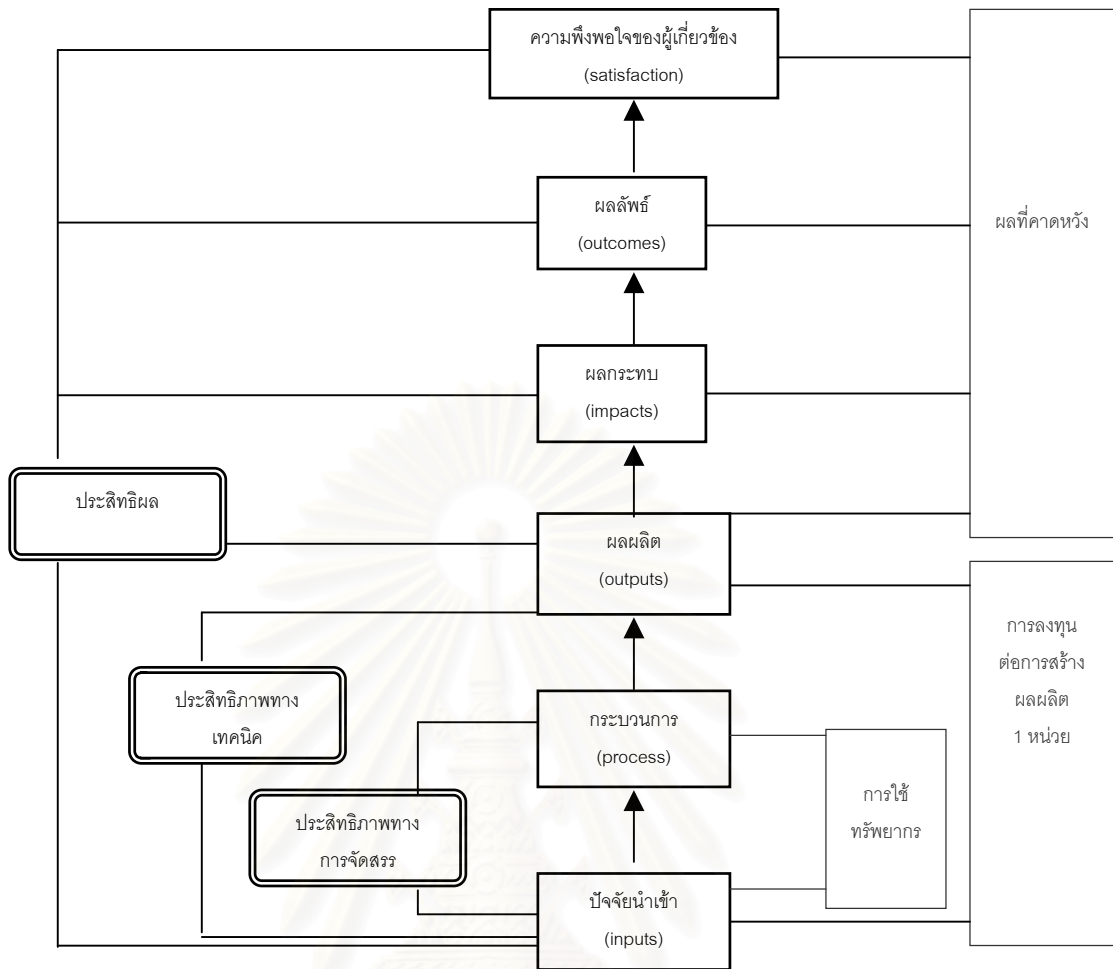 ความพึงพอใจของผู้เกี่ยวข้อง
(satisfaction)
ผลลัพธ์
(outcomes)
ผลที่คาดหวัง
ผลกระทบ
(impacts)
ประสิทธิผล
ผลผลิต
(outputs)
การลงทุน
ต่อการสร้าง
ผลผลิต
1 หน่วย
ประสิทธิภาพทาง
เทคนิค
กระบวนการ
(process)
การใช้
ทรัพยากร
ประสิทธิภาพทาง
การจัดสรร
ปัจจัยนำเข้า
(inputs)